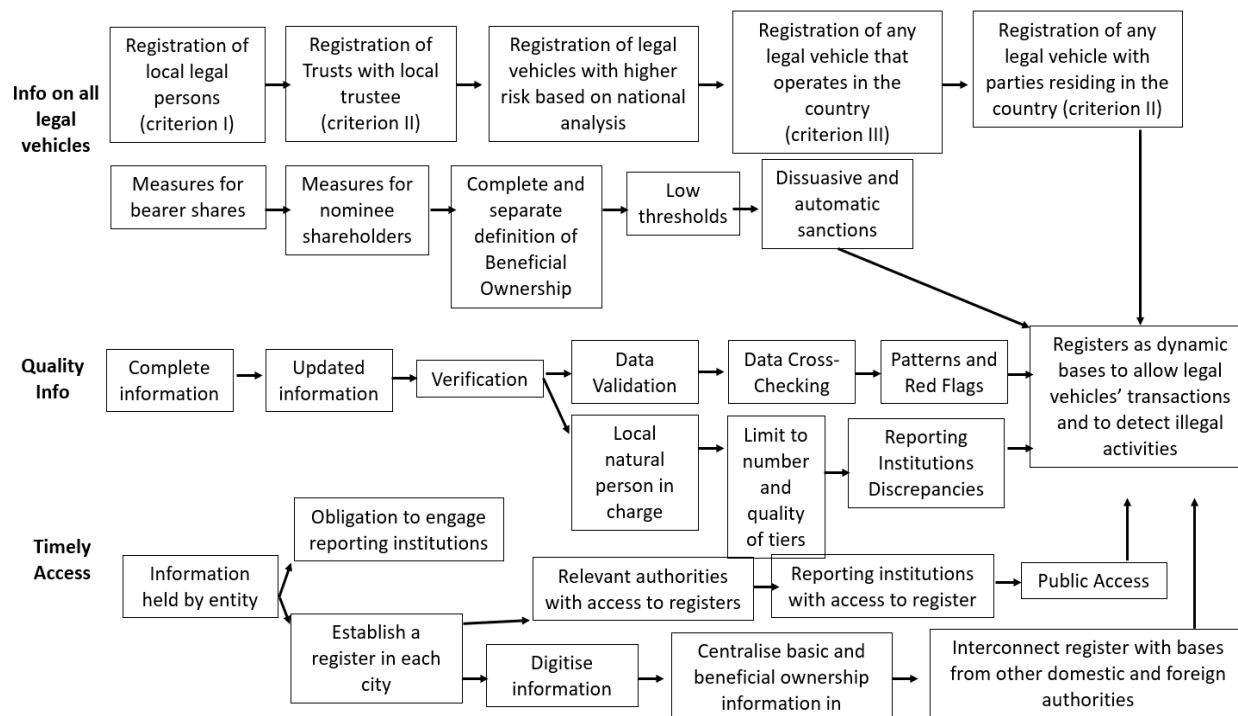 Info on all
legal
vehicles
Registration of
local legal
persons
(criterion I)
Registration of
Trusts with local
trustee
(criterion II)
Registration of legal
vehicles with higher
risk based on national
analysis
Registration of any
legal vehicle that
operates in the
country
(criterion III)
Registration of any
legal vehicle with
parties residing in the
country (criterion II)
Measures for
bearer shares
Measures for
nominee
shareholders
Complete and
separate
definition of
Beneficial
Ownership
Low
thresholds
Dissuasive and
automatic
sanctions
Registers as dynamic
bases to allow legal
vehicles’ transactions
and to detect illegal
activities
Quality
Info
Complete
information
Updated
information
Verification
Data
Validation
Data Cross-
Checking
Patterns and
Red Flags
Local
natural
person in
charge
Limit to
number
and
quality
of tiers
Reporting
Institutions
Discrepancies
Timely
Access
Information
held by entity
Obligation to engage
reporting institutions
Establish a
register in each
city
Relevant authorities
with access to registers
Reporting institutions
with access to register
Public Access
Digitise
information
Centralise basic and
beneficial ownership
information in
Interconnect register with bases
from other domestic and foreign
authorities